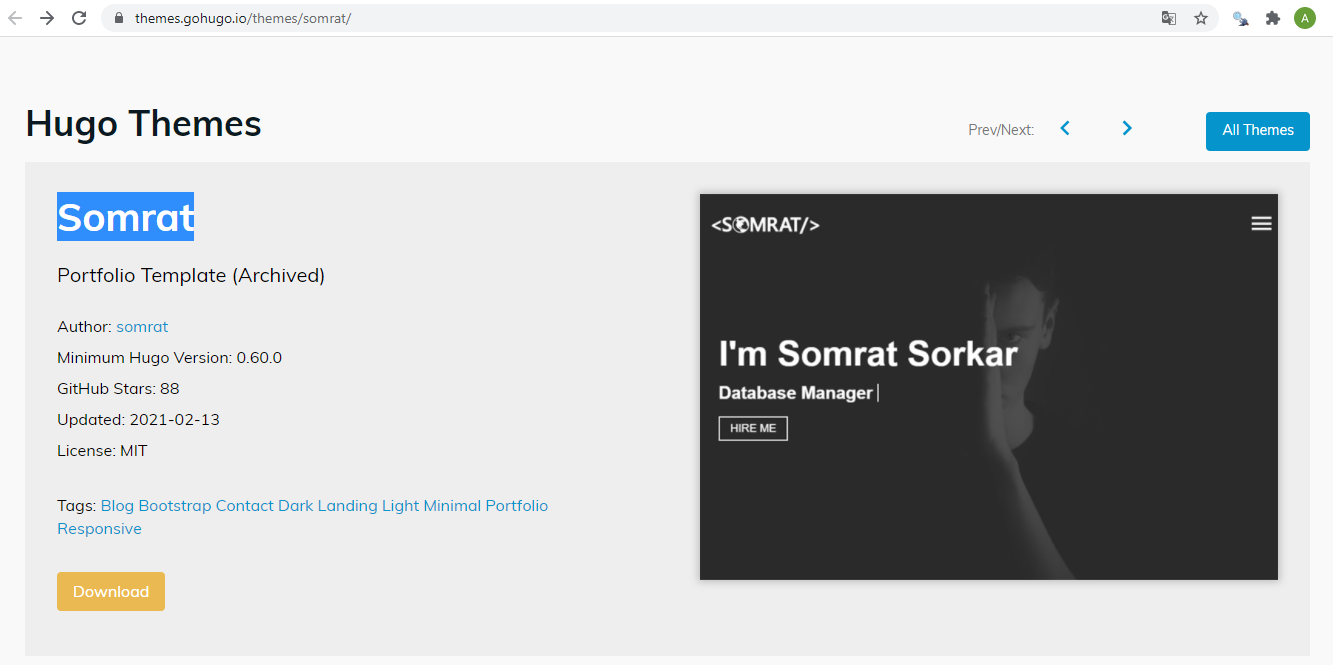 themes.gohugo.io/themes/somrat/
A
Hugo Themes
Prev/Next:
All Themes
Somrat
Portfolio Template (Archived)
Author: somrat
Minimum Hugo Version: 0.60.0
GitHub Stars: 88
Updated: 2021-02-13
License: MIT
Tags: Blog Bootstrap Contact Dark Landing Light Minimal Portfolio
Responsive
Download
<SOMRAT/>
I'm Somrat Sorkar
Database Manager|
HIRE ME